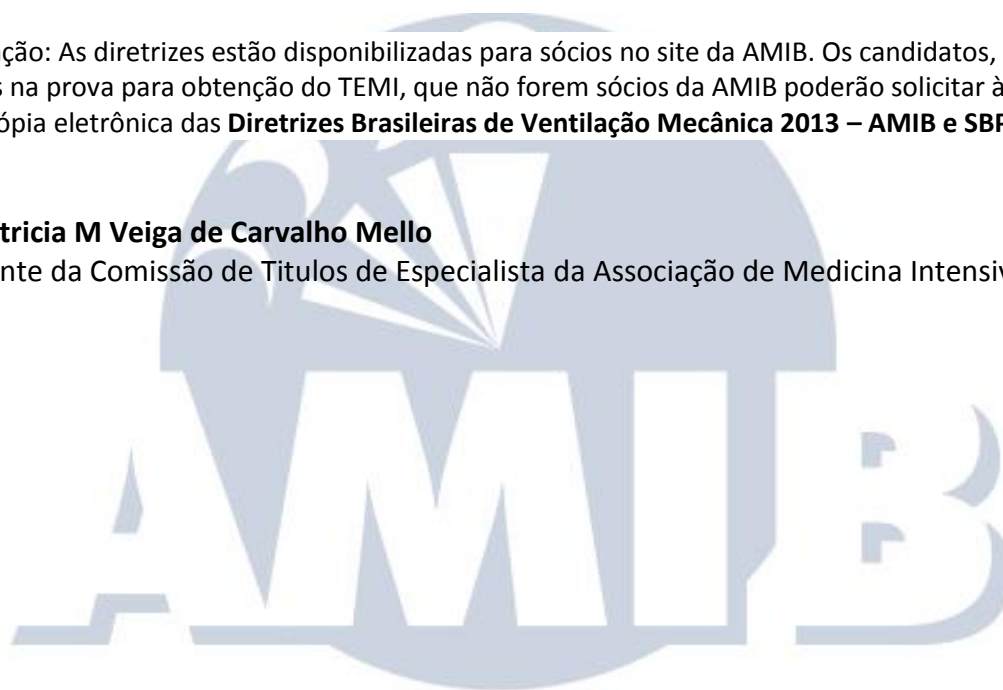 ção: As diretrizes estão disponibilizadas para sócios no site da AMIB. Os candidatos,
s na prova para obtenção do TEMI, que não forem sócios da AMIB poderão solicitar à
ópia eletrônica das Diretrizes Brasileiras de Ventilação Mecânica 2013 – AMIB e SBP
tricia M Veiga de Carvalho Mello
nte da Comissão de Titulos de Especialista da Associação de Medicina Intensiv
AMIB